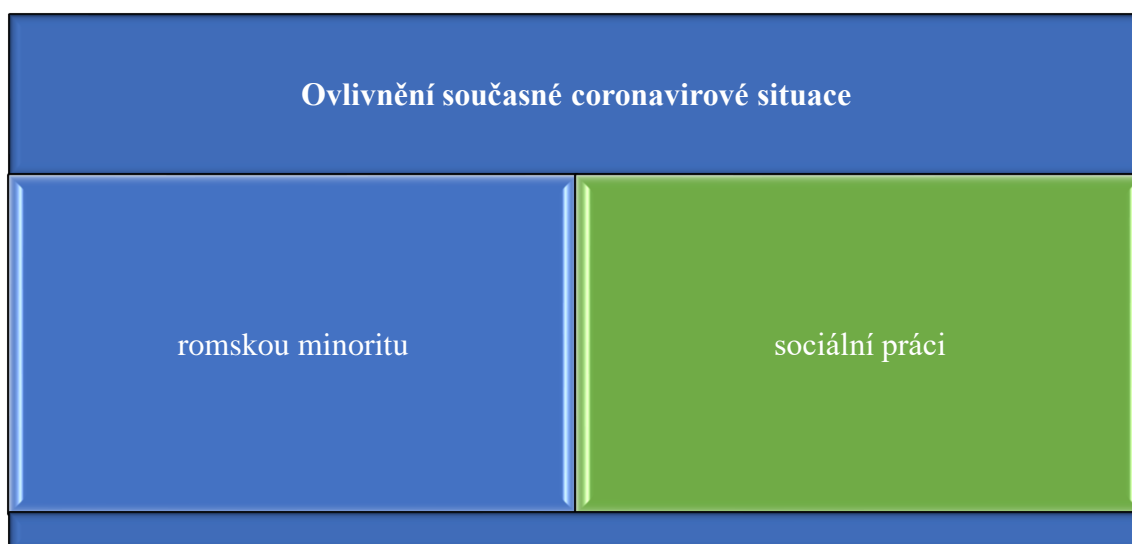 Ovlivnění současné coronavirové situace
romskou minoritu
sociální práci